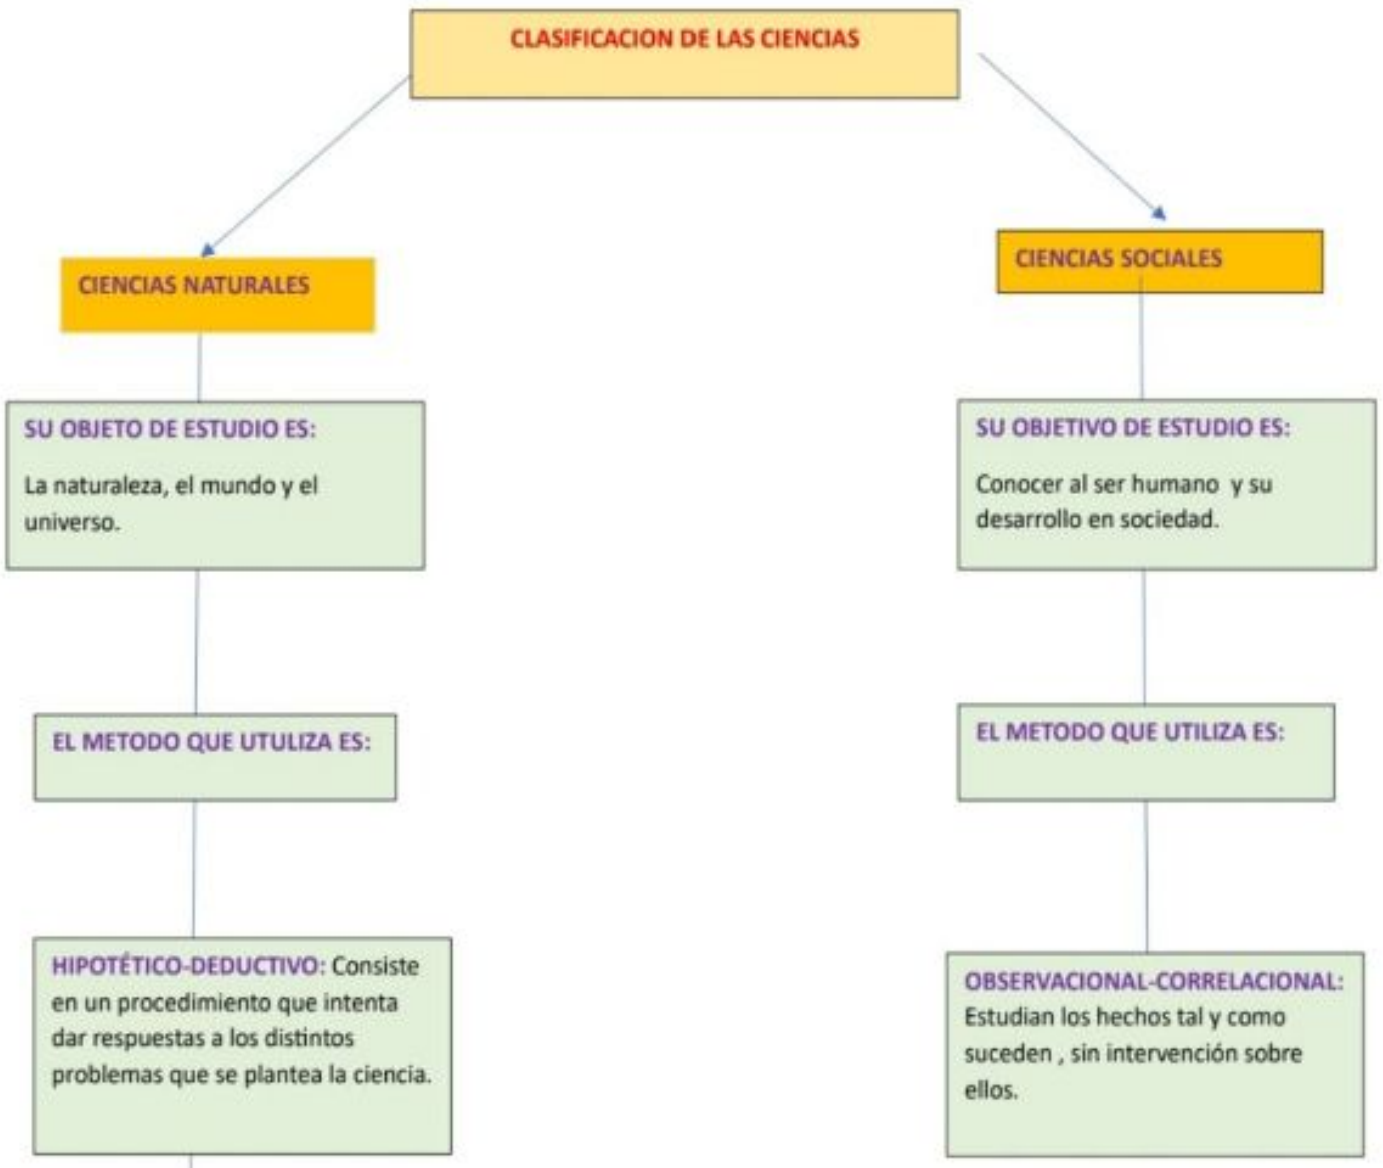 CLASIFICACION DE LAS CIENCIAS
CIENCIAS NATURALES
SU OBJETO DE ESTUDIO ES:
La naturaleza, el mundo y el
universo.
EL METODO QUE UTULIZA ES:
HIPOTÉTICO-DEDUCTIVO: Consiste
en un procedimiento que intenta
dar respuestas a los distintos
problemas que se plantea la ciencia.
CIENCIAS SOCIALES
SU OBJETIVO DE ESTUDIO ES:
Conocer al ser humano y su
desarrollo en sociedad.
EL METODO QUE UTILIZA ES:
OBSERVACIONAL-CORRELACIONAL:
Estudian los hechos tal y como
suceden , sin intervención sobre
ellos.